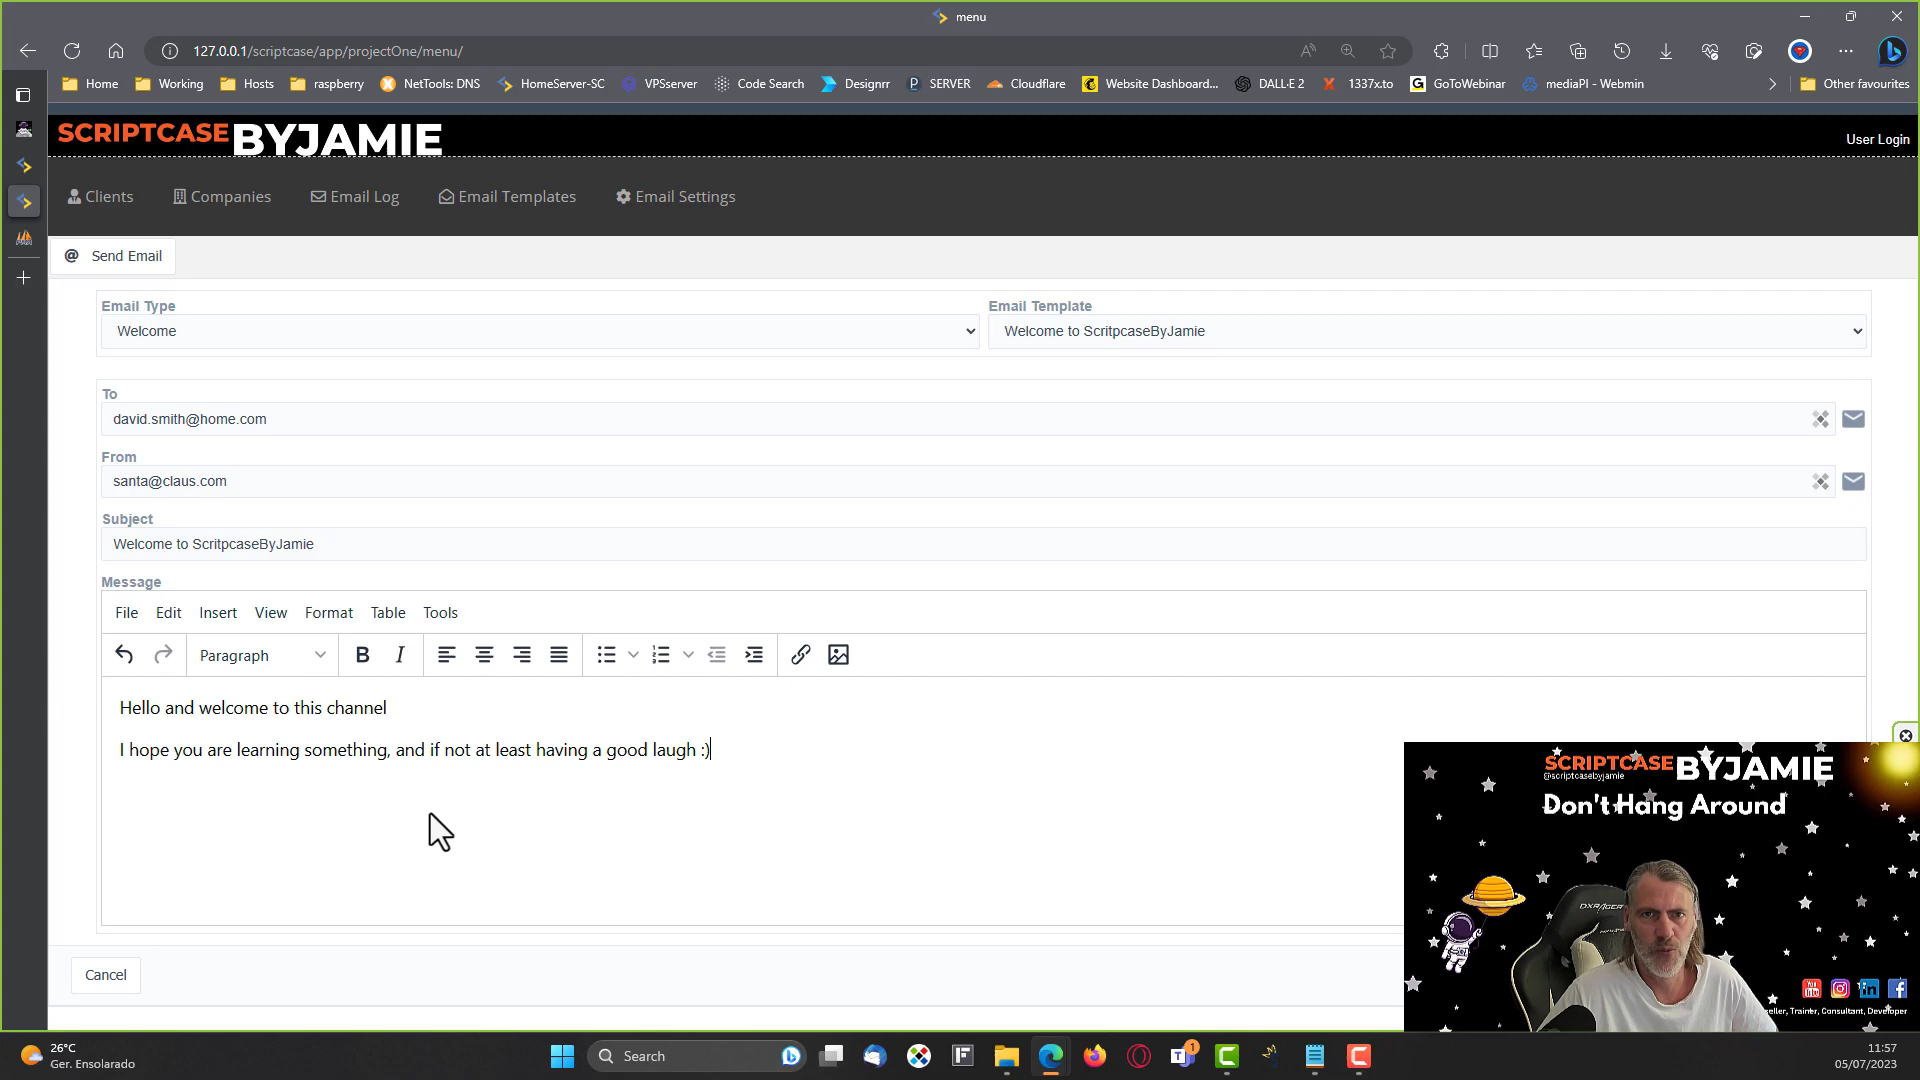 menu
127.0.0.1/scriptcase/app/projectOne/menu/
Home Working Hosts raspberry NetTools: DNS HomeServer-SC VPSserver Code Search Designrr SERVER Cloudflare Website Dashboard... DALL·E 2 1337x.to GoToWebinar mediaPI - Webmin Other favourites
SCRIPTCASE BYJAMIE
User Login
Clients Companies Email Log Email Templates Email Settings
@ Send Email
Email Type Email Template
Welcome Welcome to ScritpcaseByJamie
To
david.smith@home.com
From
santa@claus.com
Subject
Welcome to ScritpcaseByJamie
Message
File Edit Insert View Format Table Tools
Paragraph B I
Hello and welcome to this channel
I hope you are learning something, and if not at least having a good laugh :)
SCRIPTCASE BYJAMIE
@scriptcasebyjamie
Don't Hang Around
DXRACER
Trainer, Consultant, Developer
Cancel
26°C
Ger. Ensolarado
Search
1
11:57
05/07/2023